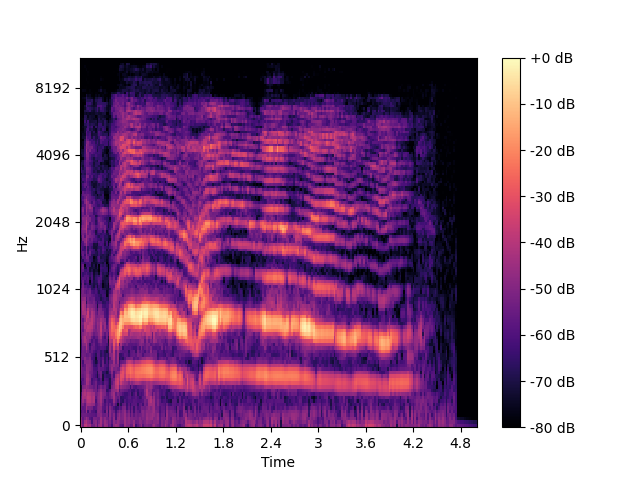 +0 dB
8192
-10 dB
4096
-20 dB
-30 dB
2048
Hz
-40 dB
1024
-50 dB
512
-60 dB
-70 dB
0
-80 dB
0 0.6 1.2 1.8 2.4 3 3.6 4.2 4.8
Time